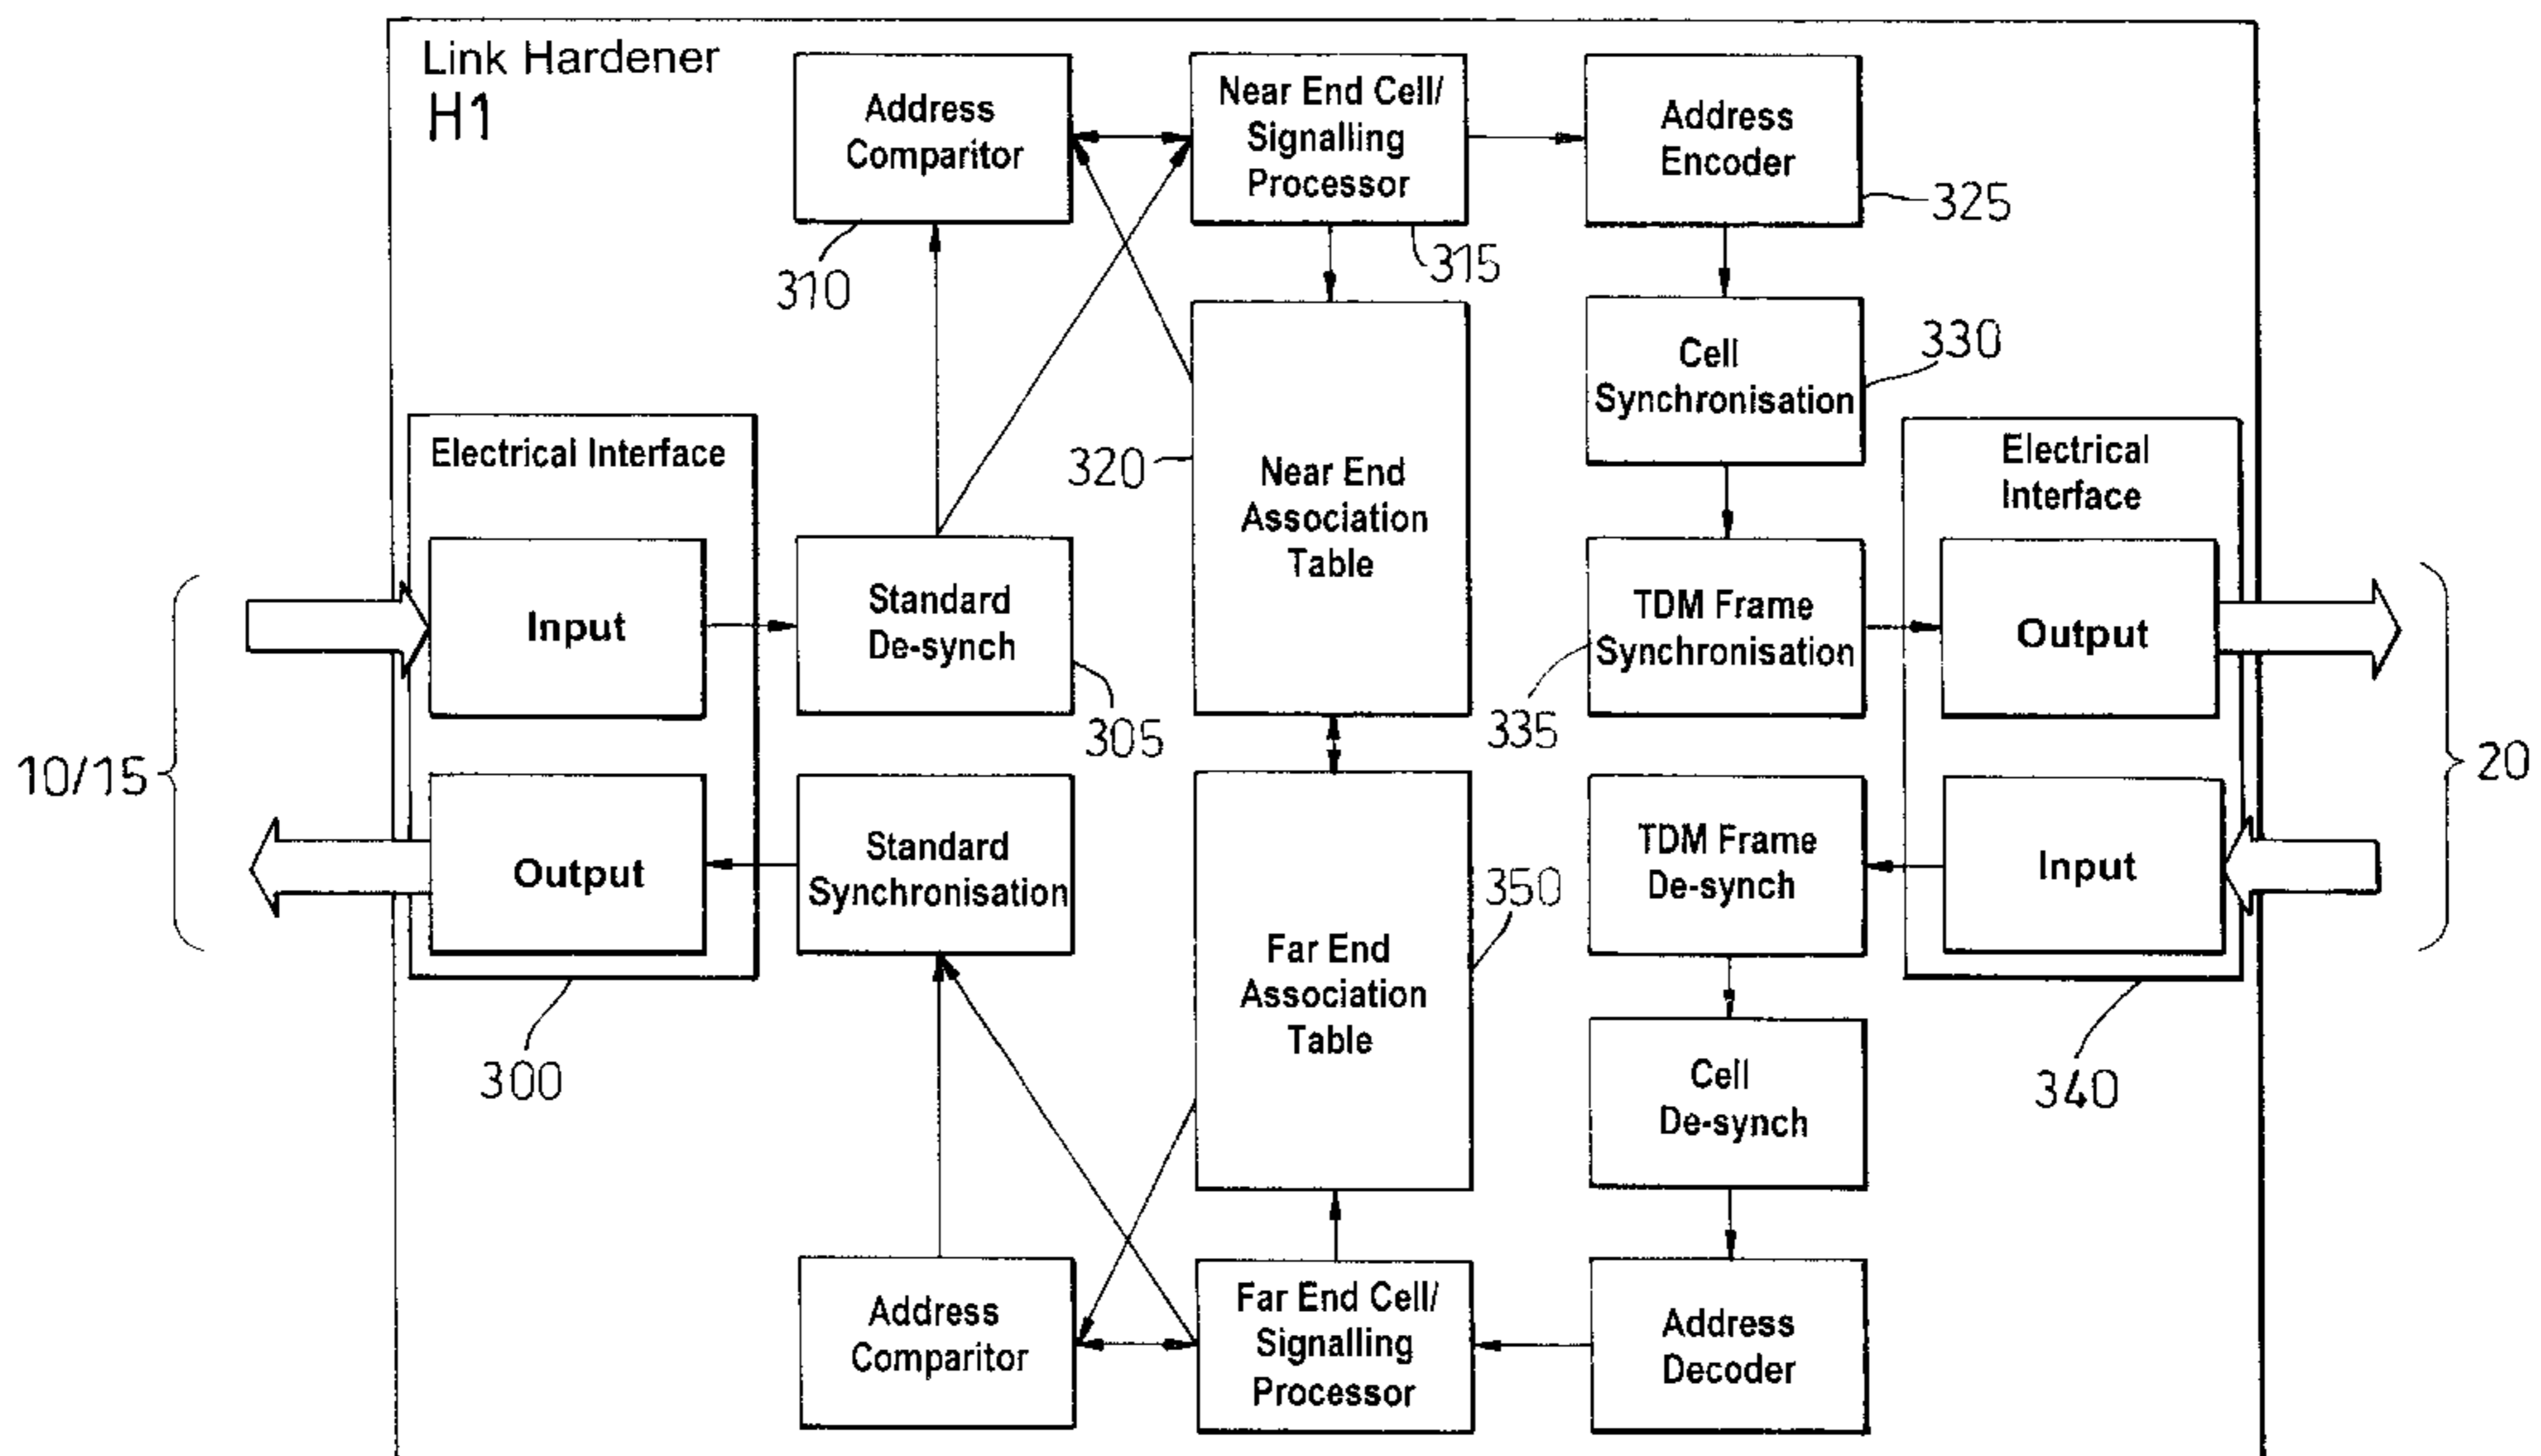 Link Hardener
H1
Address
Comparitor
310
Near End Cell/
Signalling
Processor
315
Address
Encoder
325
Cell
Synchronisation
330
Electrical Interface
320
Near End
Association
Table
Electrical
Interface
Input
Standard
De-synch
305
TDM Frame
Synchronisation
335
Output
10/15
20
Output
Standard
Synchronisation
350
Far End
Association
Table
TDM Frame
De-synch
Input
300
Cell
De-synch
340
Address
Comparitor
Far End Cell/
Signalling
Processor
Address
Decoder